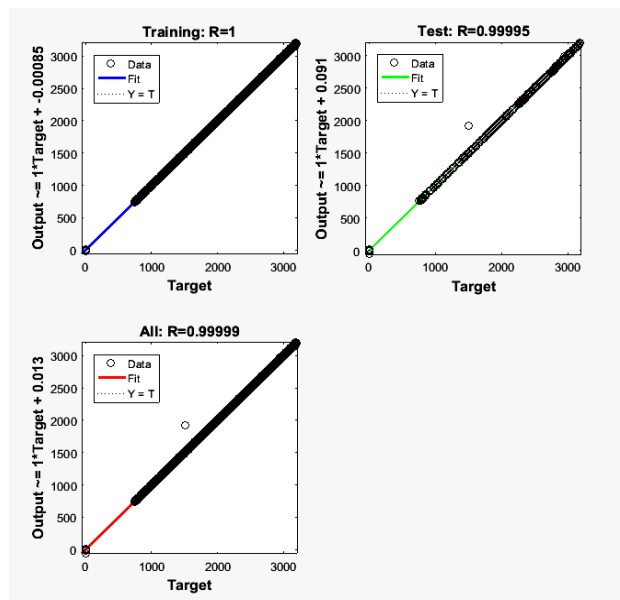 Training: R=1
Output ~= 1*Target + -0.00085
3000
2500
2000
1500
1000
500
0
Data
Fit
Y = T
0
1000
2000
3000
Target
Test: R=0.99995
Output ~= 1*Target + 0.091
3000
2500
2000
1500
1000
500
0
Data
Fit
Y = T
0
1000
2000
3000
Target
All: R=0.99999
Output ~= 1*Target + 0.013
3000
2500
2000
1500
1000
500
0
Data
Fit
Y = T
0
1000
2000
3000
Target